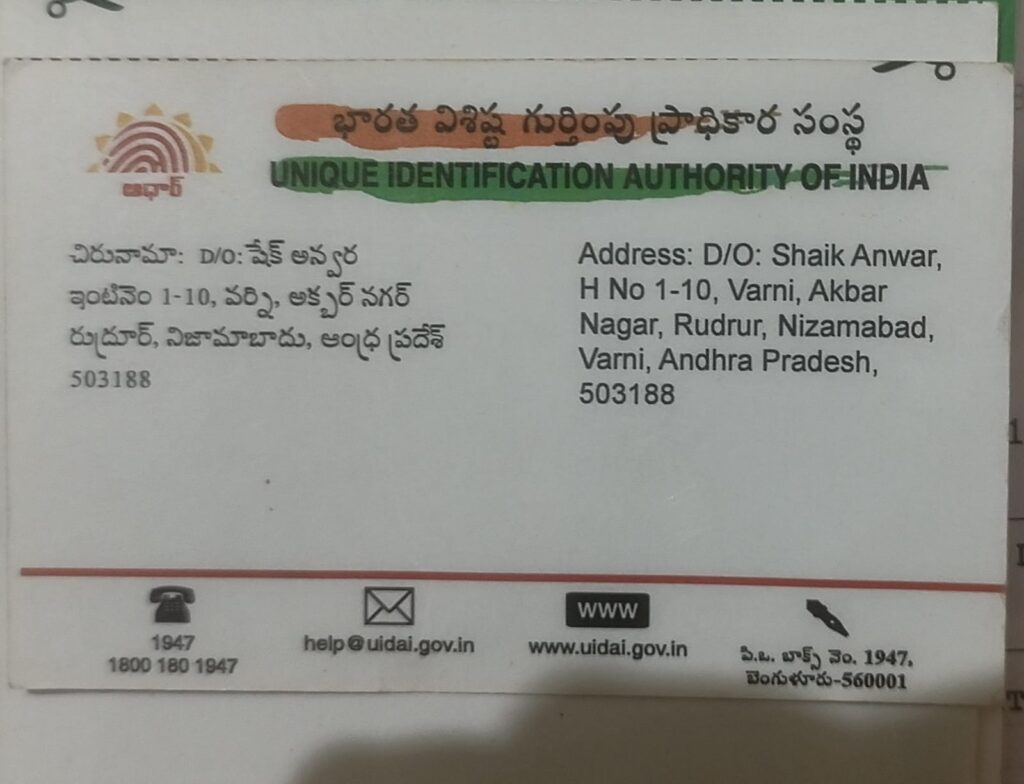 భారత విశిష్ట గుర్తింపు ప్రాధికార సంస్థ
UNIQUE IDENTIFICATION AUTHORITY OF INDIA
ఆధార్
చిరునామా: D/O: షేక్ అన్వర
ఇంటినెం 1-10, వర్ని, అక్బర్ నగర్
రుద్రూర్, నిజామాబాదు, ఆంధ్ర ప్రదేశ్
503188
Address: D/O: Shaik Anwar,
H No 1-10, Varni, Akbar
Nagar, Rudrur, Nizamabad,
Varni, Andhra Pradesh,
503188
1947
1800 180 1947
help@uidai.gov.in
www
www.uidai.gov.in
పి.ఒ. బాక్స్ నెం. 1947,
బెంగుళూరు-560001